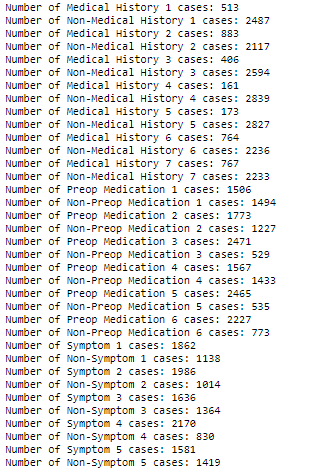 Number of Medical History 1 cases: 513
Number of Non-Medical History 1 cases: 2487
Number of Medical History 2 cases: 883
Number of Non-Medical History 2 cases: 2117
Number of Medical History 3 cases: 406
Number of Non-Medical History 3 cases: 2594
Number of Medical History 4 cases: 161
Number of Non-Medical History 4 cases: 2839
Number of Medical History 5 cases: 173
Number of Non-Medical History 5 cases: 2827
Number of Medical History 6 cases: 764
Number of Non-Medical History 6 cases: 2236
Number of Medical History 7 cases: 767
Number of Non-Medical History 7 cases: 2233
Number of Preop Medication 1 cases: 1506
Number of Non-Preop Medication 1 cases: 1494
Number of Preop Medication 2 cases: 1773
Number of Non-Preop Medication 2 cases: 1227
Number of Preop Medication 3 cases: 2471
Number of Non-Preop Medication 3 cases: 529
Number of Preop Medication 4 cases: 1567
Number of Non-Preop Medication 4 cases: 1433
Number of Preop Medication 5 cases: 2465
Number of Non-Preop Medication 5 cases: 535
Number of Preop Medication 6 cases: 2227
Number of Non-Preop Medication 6 cases: 773
Number of Symptom 1 cases: 1862
Number of Non-Symptom 1 cases: 1138
Number of Symptom 2 cases: 1986
Number of Non-Symptom 2 cases: 1014
Number of Symptom 3 cases: 1636
Number of Non-Symptom 3 cases: 1364
Number of Symptom 4 cases: 2170
Number of Non-Symptom 4 cases: 830
Number of Symptom 5 cases: 1581
Number of Non-Symptom 5 cases: 1419